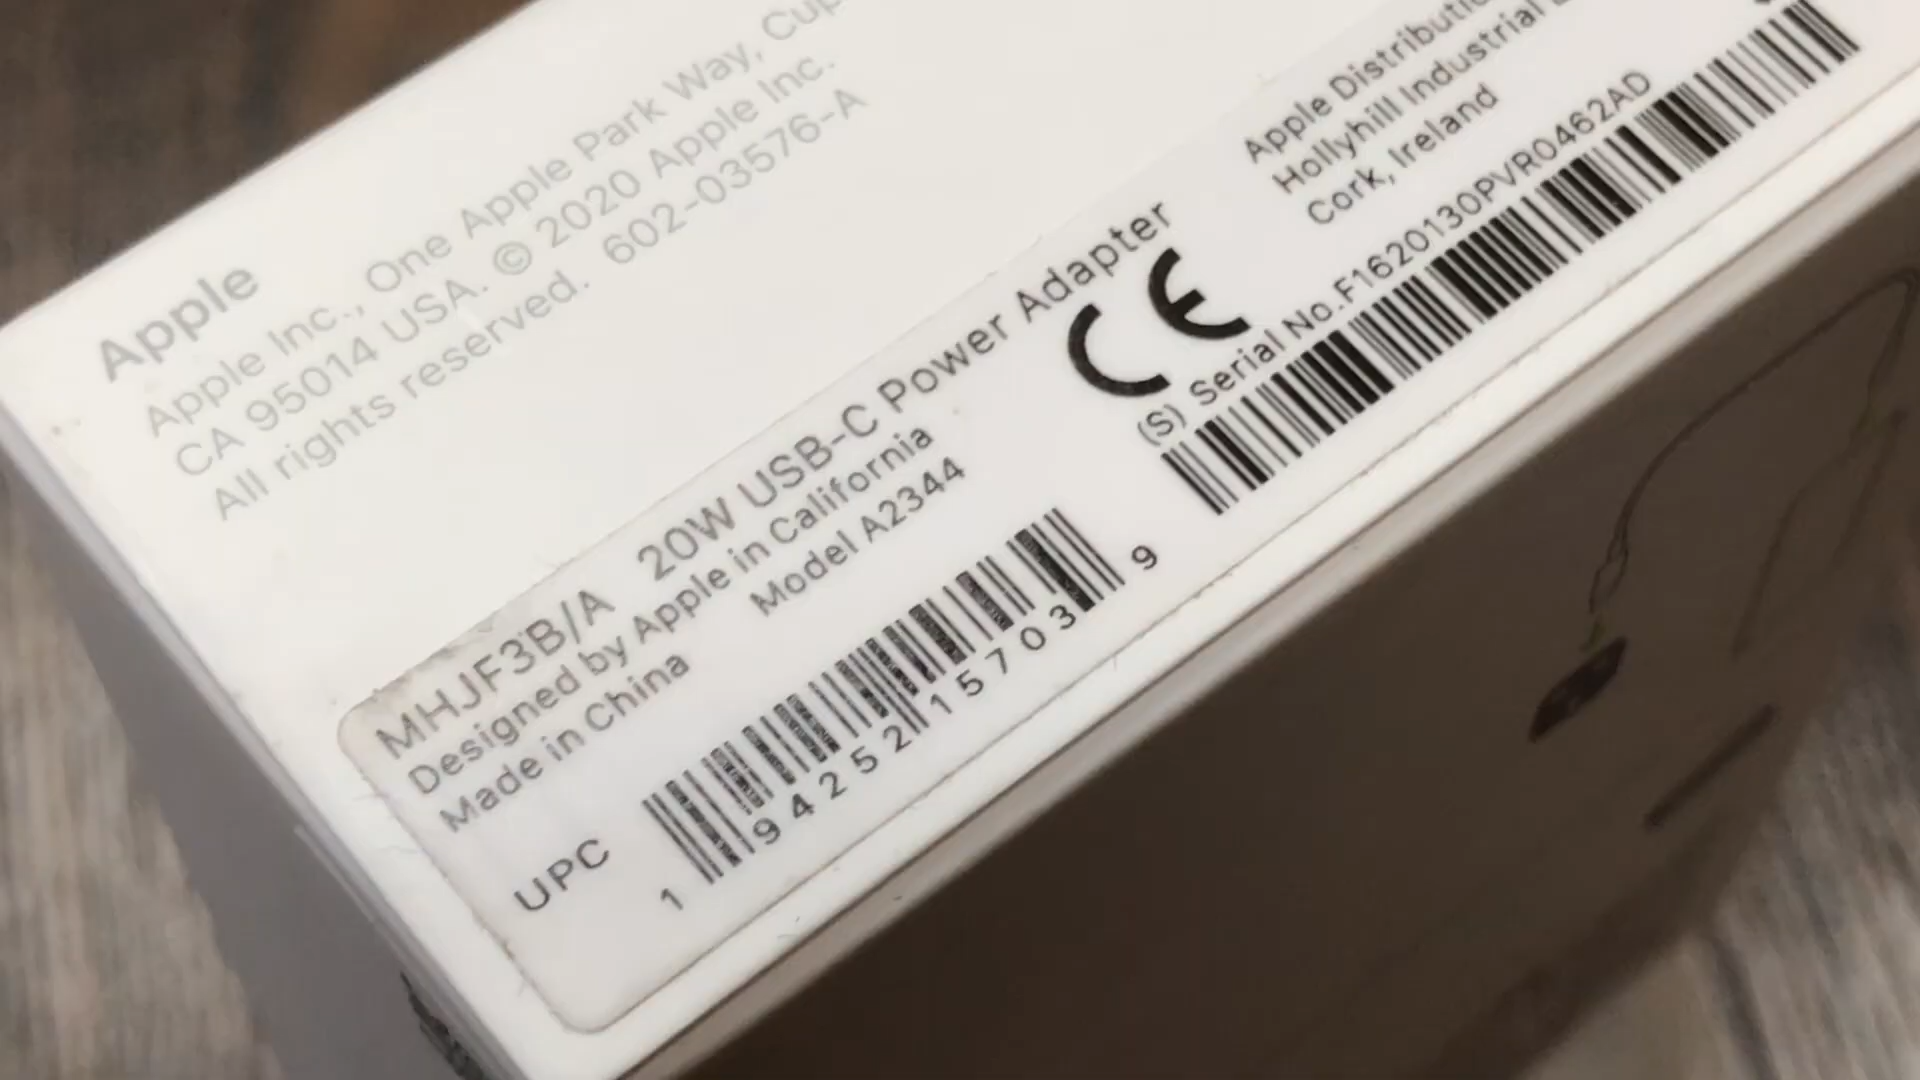 Apple
Apple Inc., One Apple Park Way,
CA 95014 USA. © 2020 Apple Inc.
All rights reserved. 602-03576-A
MHJF3B/A 20W USB-C Power Adapter
Designed by Apple in California
Made in China Model A2344
CE
UPC
1 94252 15703 9
Apple
Hollyhill Industrial
Cork, Ireland
(S) Serial No.F1620130PVR0462AD